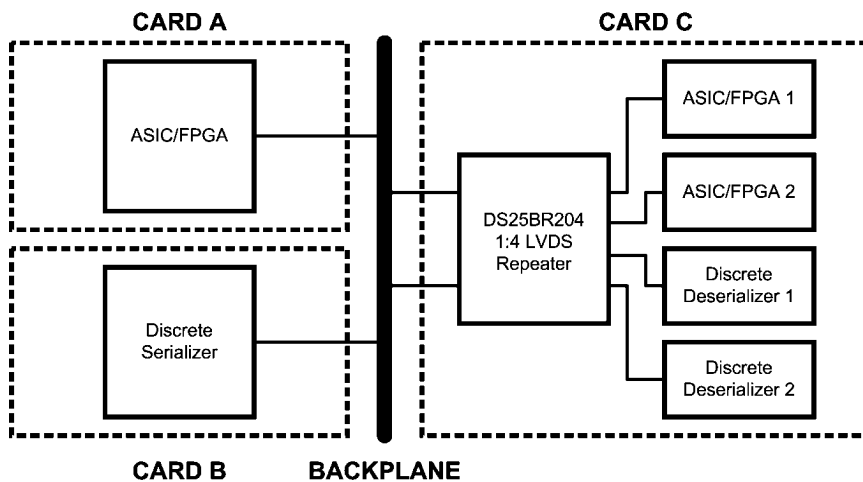 CARD A
CARD C
ASIC/FPGA
ASIC/FPGA 1
ASIC/FPGA 2
DS25BR204
1:4 LVDS
Repeater
Discrete
Deserializer 1
Discrete
Serializer
Discrete
Deserializer 2
CARD B
BACKPLANE